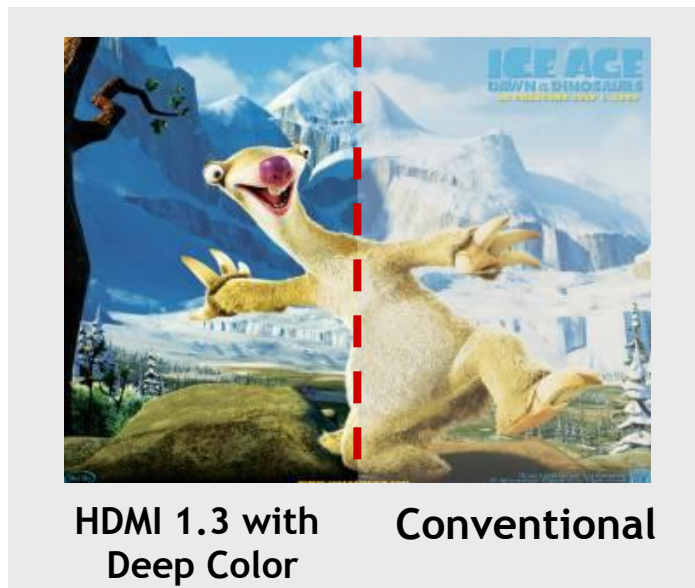 ICE AGE
DAWN OF THE DINOSAURS
HDMI 1.3 with
Deep Color
Conventional